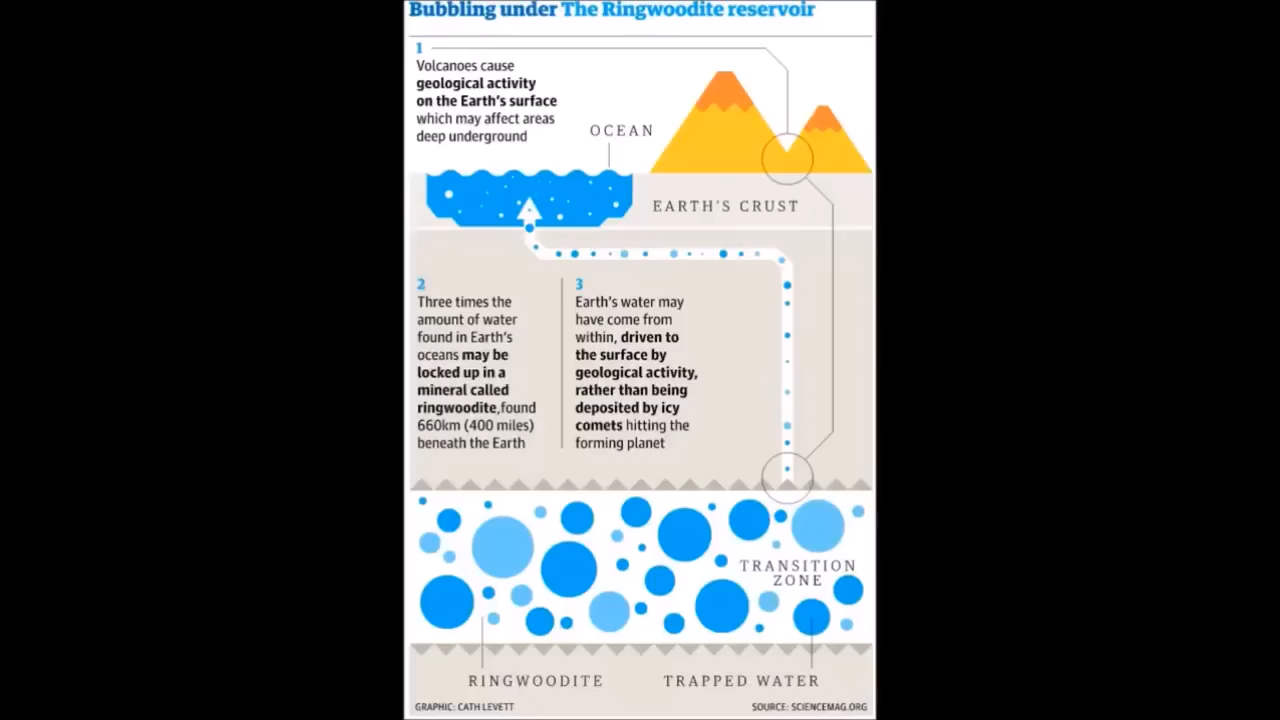 Bubbling under The Ringwoodite reservoir
1
Volcanoes cause
geological activity
on the Earth's surface
which may affect areas
deep underground
OCEAN
EARTH'S CRUST
2
Three times the
amount of water
found in Earth's
oceans may be
locked up in a
mineral called
ringwoodite,found
660km (400 miles)
beneath the Earth
3
Earth's water may
have come from
within, driven to
the surface by
geological activity,
rather than being
deposited by icy
comets hitting the
forming planet
TRANSITION
ZONE
RINGWOODITE
TRAPPED WATER
GRAPHIC: CATH LEVETT
SOURCE: SCIENCEMAG.ORG